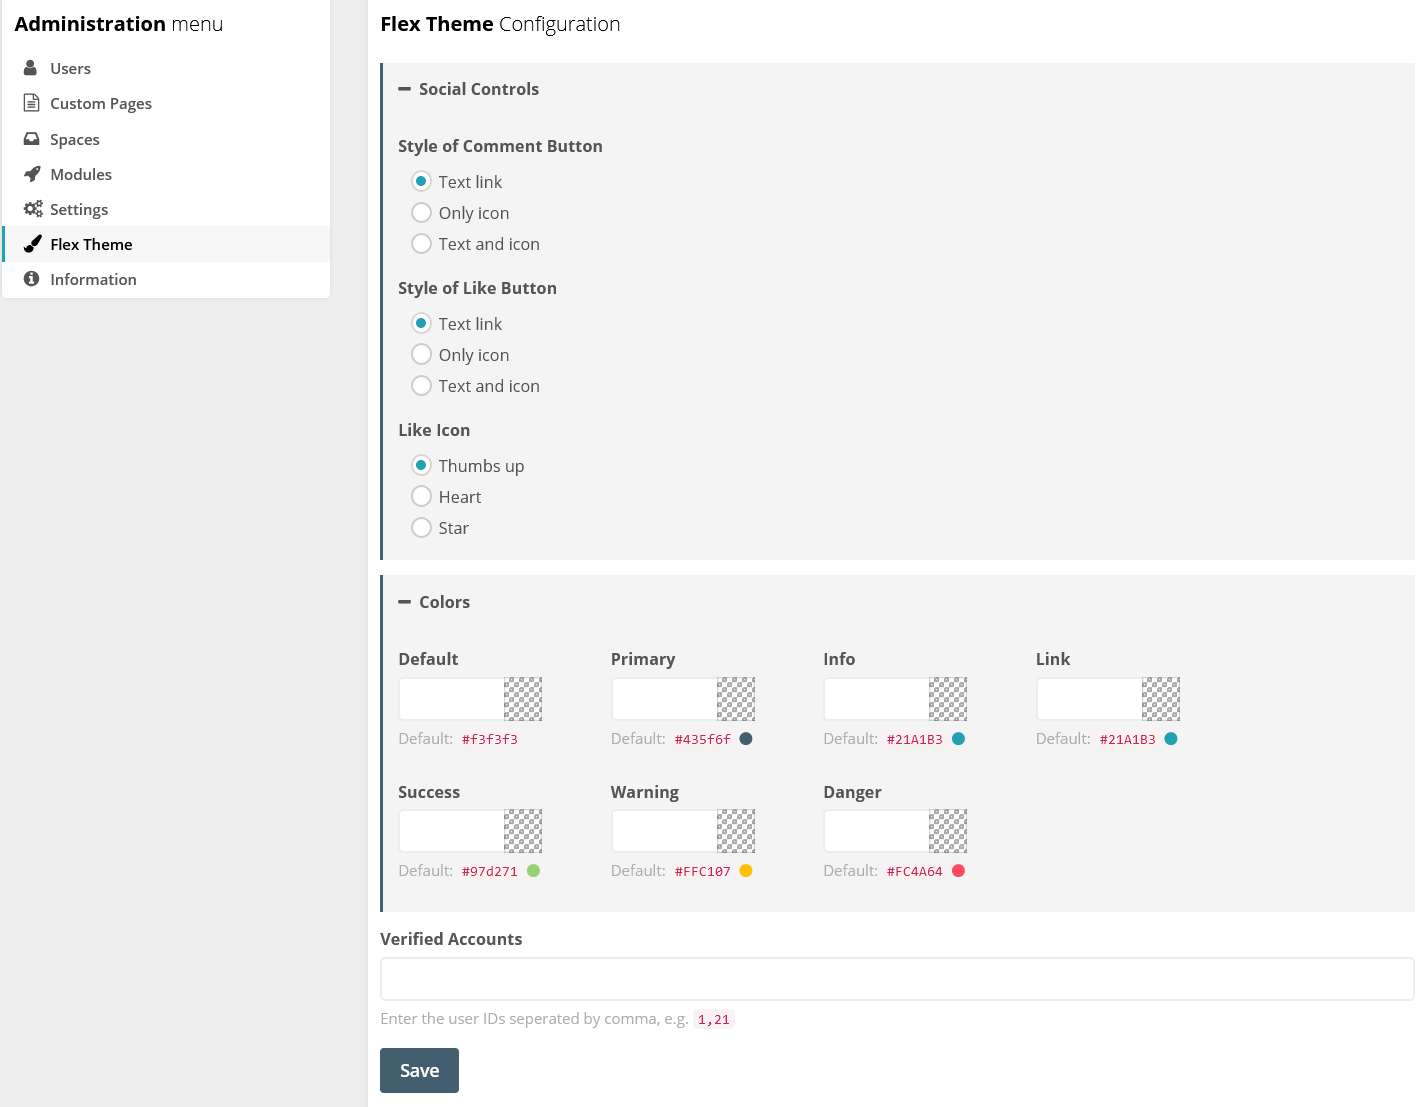 Administration menu
Users
Custom Pages
Spaces
Modules
Settings
Flex Theme
Information
Flex Theme Configuration
Social Controls
Style of Comment Button
Text link
Only icon
Text and icon
Style of Like Button
Text link
Only icon
Text and icon
Like Icon
Thumbs up
Heart
Star
Colors
Default Primary Info Link
Default: #f3f3f3 Default: #435f6f Default: #21A1B3 Default: #21A1B3
Success Warning Danger
Default: #97d271 Default: #FFC107 Default: #FC4A64
Verified Accounts
Enter the user IDs seperated by comma, e.g. 1,21
Save